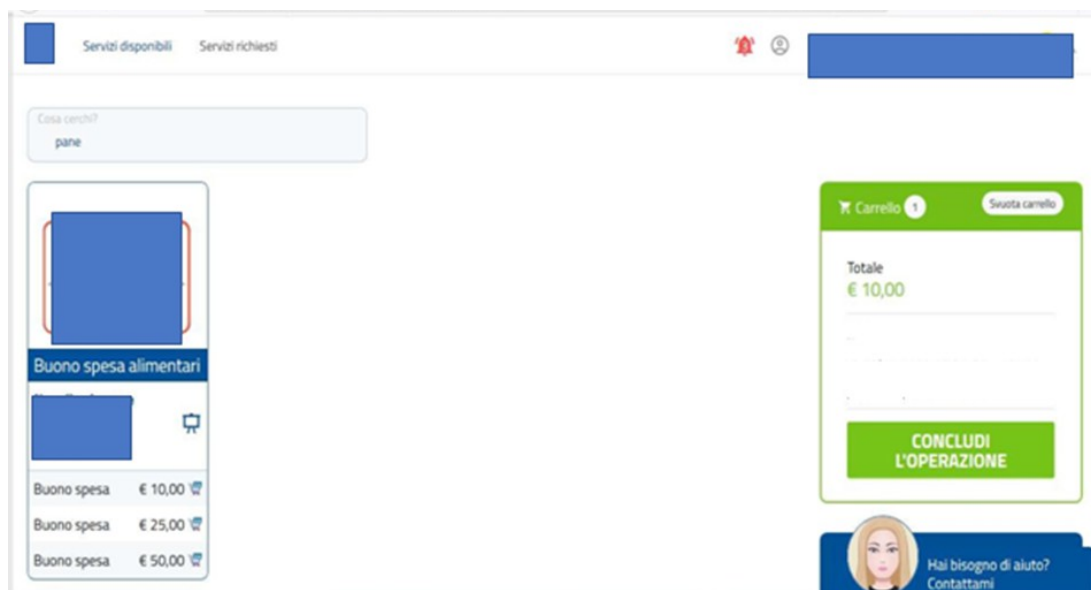 Servizi disponibili Servizi richiesti
Cosa cerchi?
pane
Carrello 1 Svuota carrello
Totale
€ 10,00
CONCLUDI
L'OPERAZIONE
Buono spesa alimentari
Buono spesa € 10,00
Buono spesa € 25,00
Buono spesa € 50,00
Hai bisogno di aiuto?
Contattami